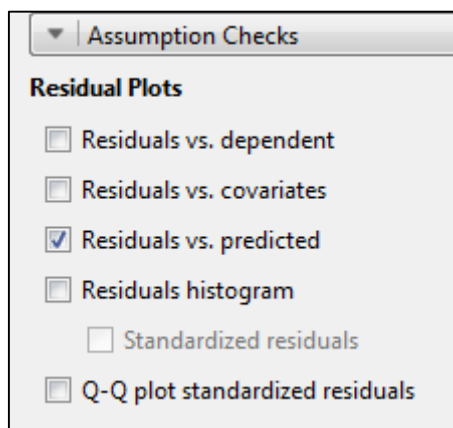 Assumption Checks
Residual Plots
Residuals vs. dependent
Residuals vs. covariates
Residuals vs. predicted
Residuals histogram
Standardized residuals
Q-Q plot standardized residuals